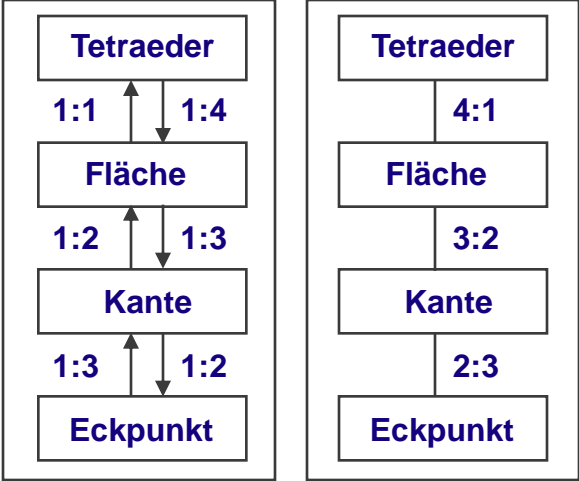 Tetraeder
1:1 1:4
Fläche
1:2 1:3
Kante
1:3 1:2
Eckpunkt
Tetraeder
4:1
Fläche
3:2
Kante
2:3
Eckpunkt